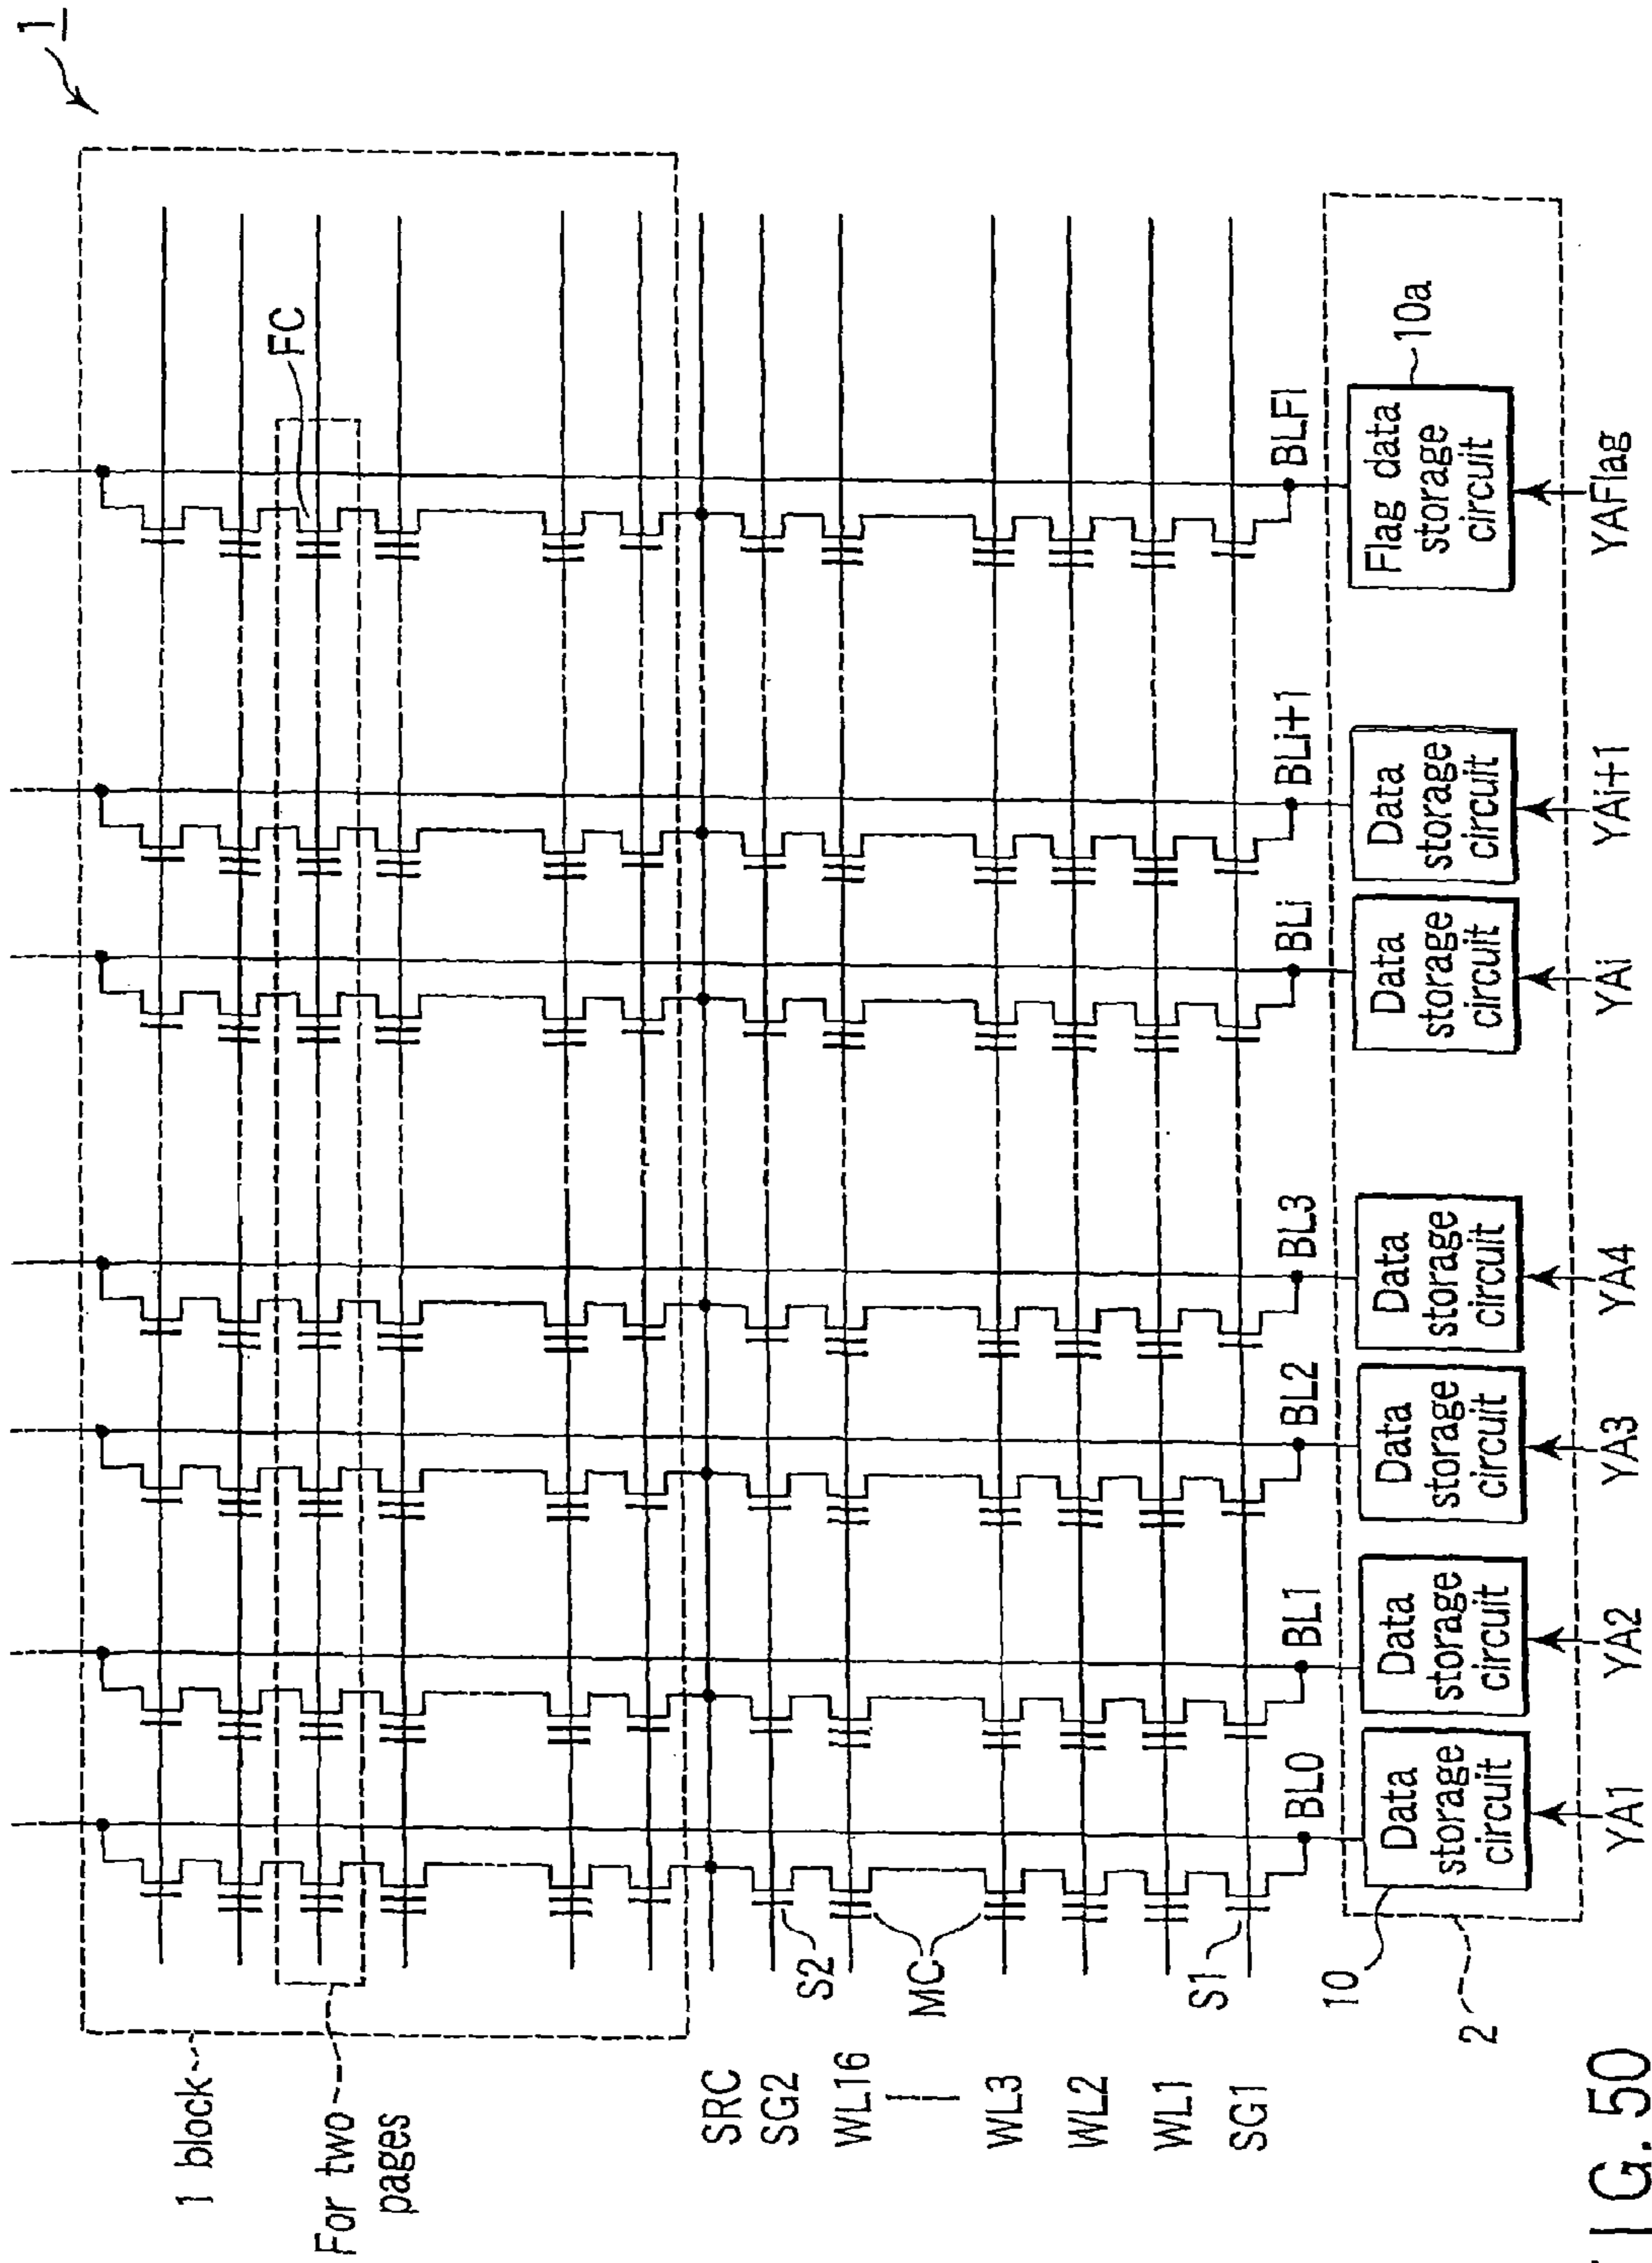 1
1 block
For two
pages
FC
SRC
SG2
WL16
WL3
WL2
WL1
SG1
S2
MC
S1
BL0
BL1
BL2
BL3
BLi
BLi+1
BLFl
10
2
Data
storage
circuit
Data
storage
circuit
Data
storage
circuit
Data
storage
circuit
Data
storage
circuit
Data
storage
circuit
Flag data
storage
circuit
10a
YA1
YA2
YA3
YA4
YAi
YAi+1
YAFlag
IG. 50